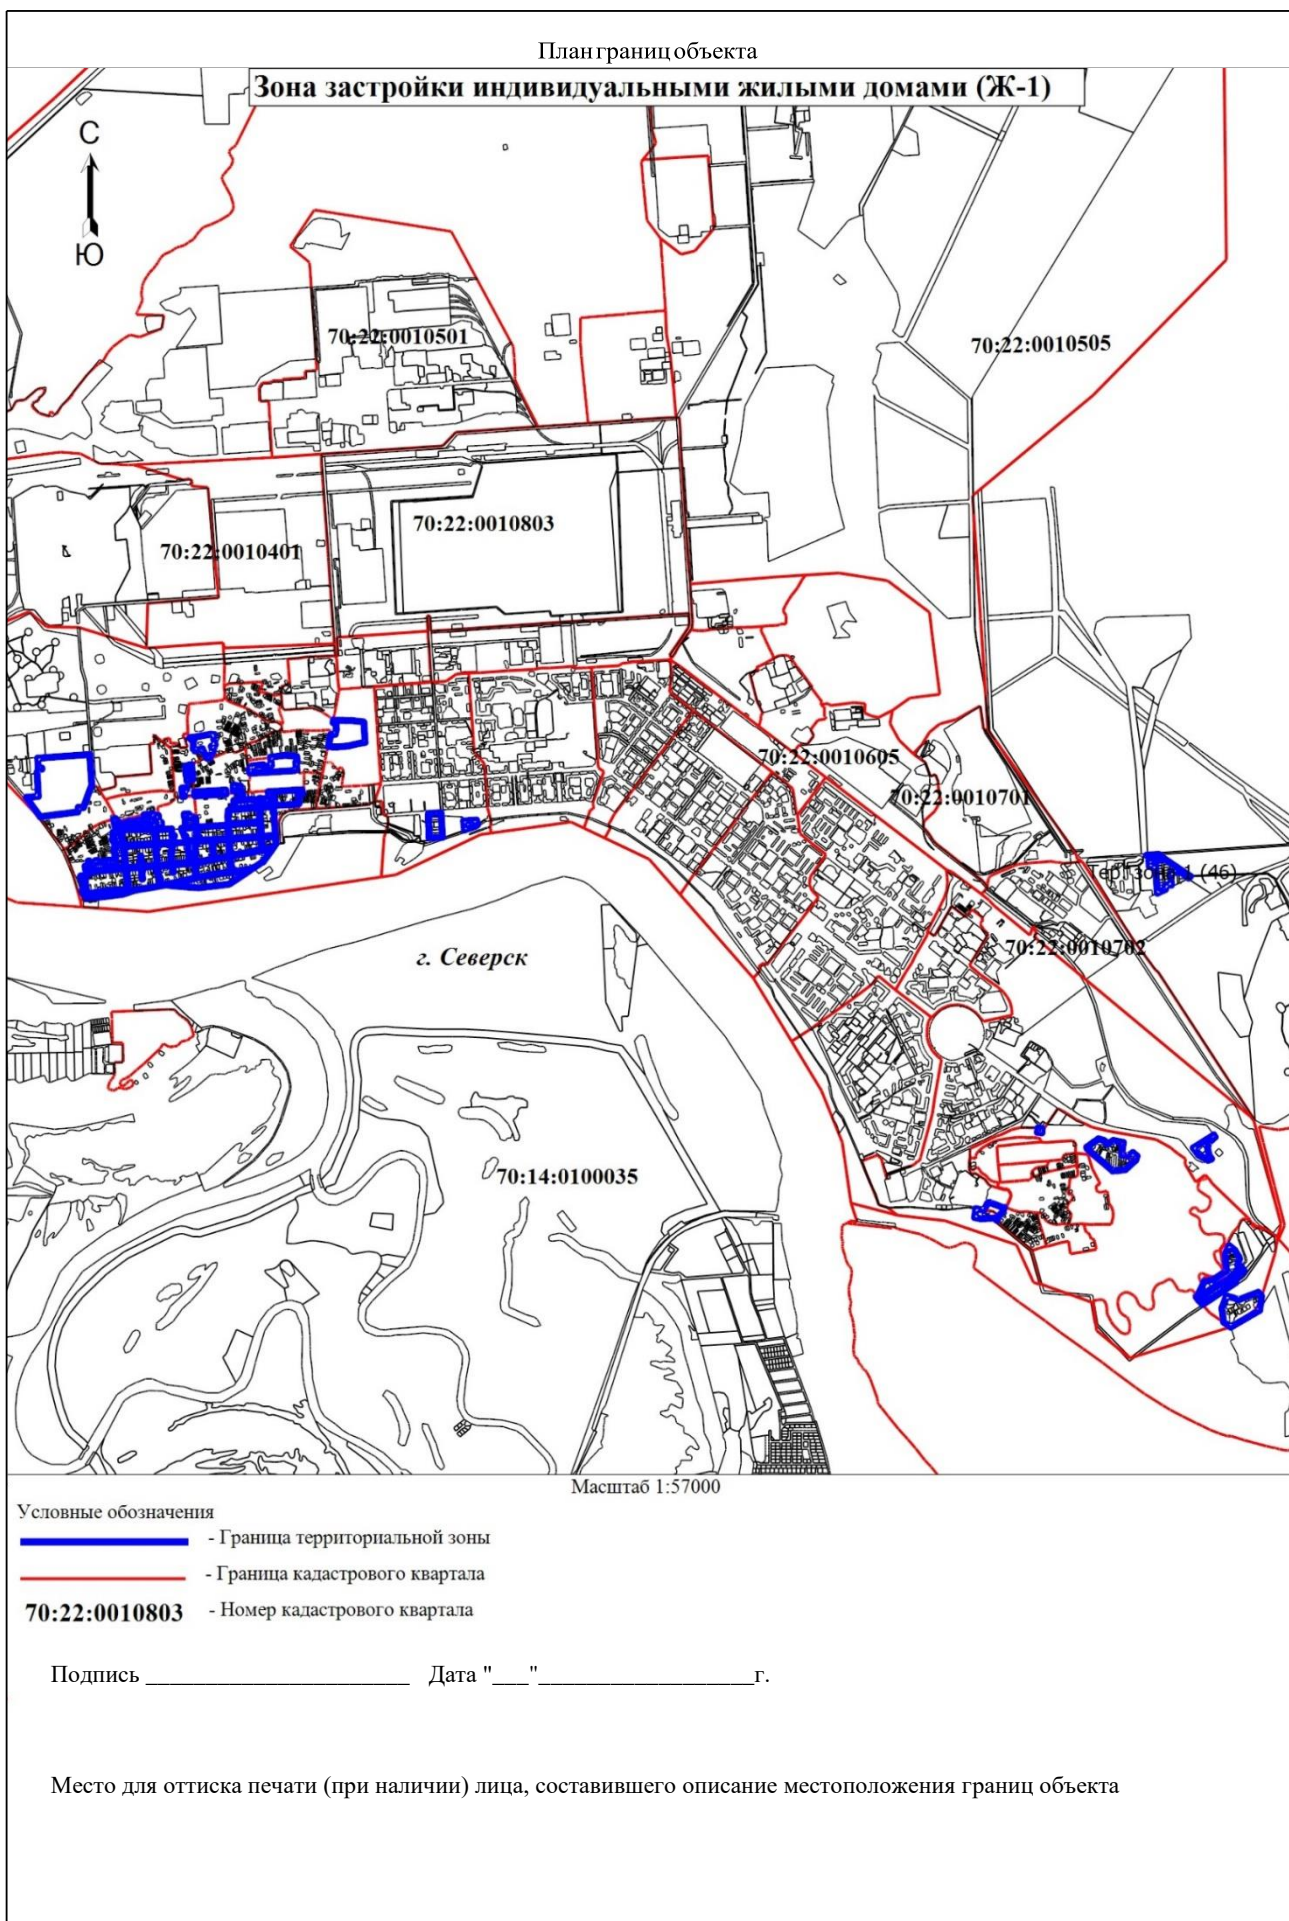 План границ объекта
Зона застройки индивидуальными жилыми домами (Ж-1)
С
Ю
70:22:0010501
70:22:0010505
70:22:0010803
70:22:0010401
70:22:0010605
70:22:0010701
(46)
70:22:0010702
г. Северск
70:14:0100035
Масштаб 1:57000
Условные обозначения
- Граница территориальной зоны
- Граница кадастрового квартала
70:22:0010803 - Номер кадастрового квартала
Подпись ______________________ Дата "___"__________________г.
Место для оттиска печати (при наличии) лица, составившего описание местоположения границ объекта